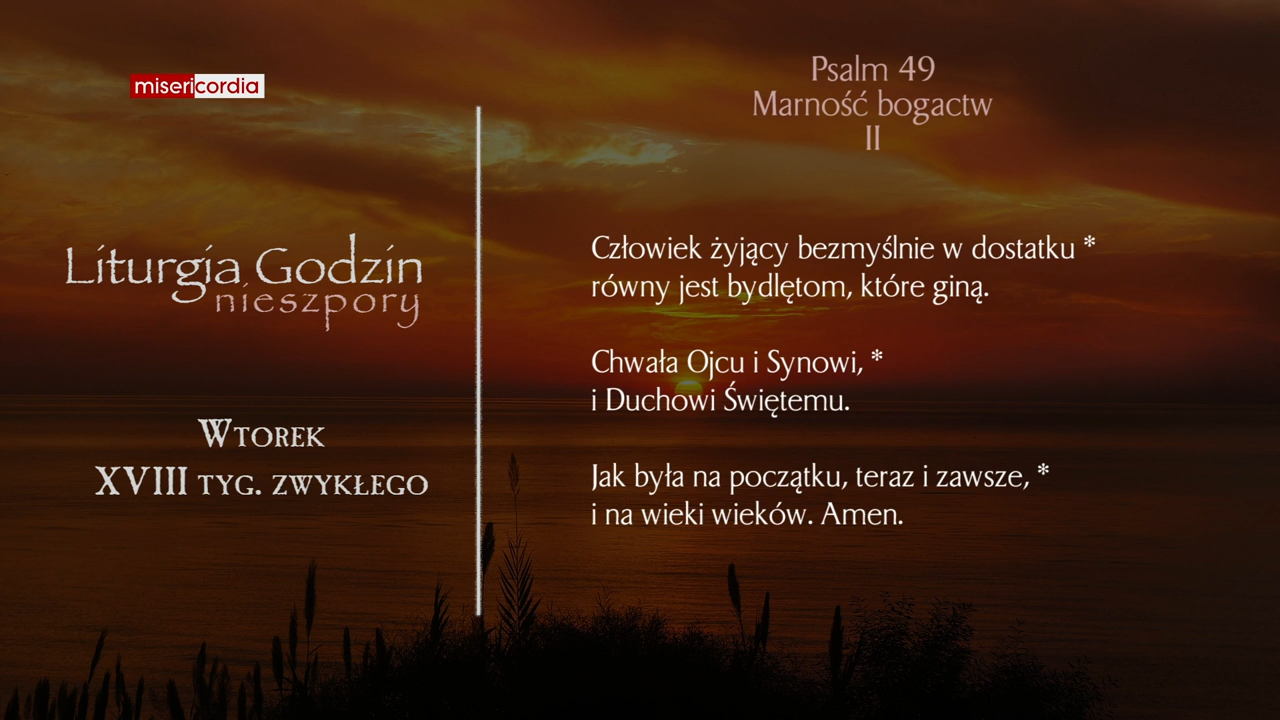 misericordia
Liturgia Godzin
nieszpory
Wtorek
XVIII tyg. zwykłego
Psalm 49
Marność bogactw
II
Człowiek żyjący bezmyślnie w dostatku *
równy jest bydlętom, które giną.
Chwała Ojcu i Synowi, *
i Duchowi Świętemu.
Jak była na początku, teraz i zawsze, *
i na wieki wieków. Amen.